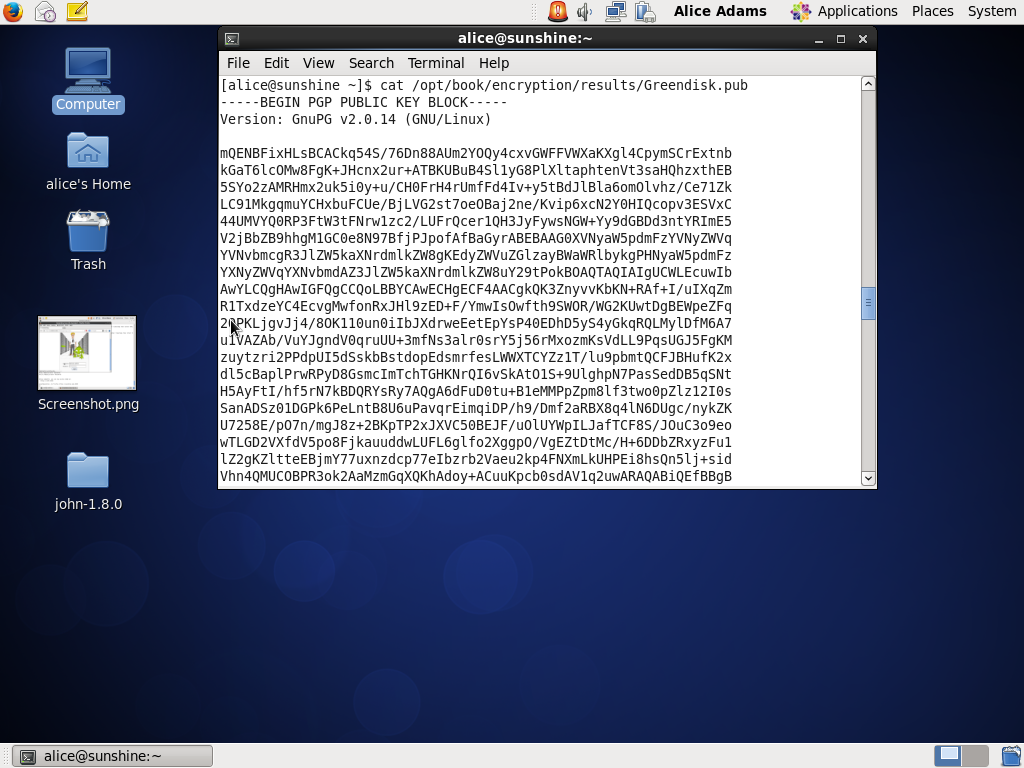 Alice Adams Applications Places System
alice@sunshine:~
File Edit View Search Terminal Help
[alice@sunshine ~]$ cat /opt/book/encryption/results/Greendisk.pub
-----BEGIN PGP PUBLIC KEY BLOCK-----
Version: GnuPG v2.0.14 (GNU/Linux)
mQENBFixHLsBCACkq54S/76Dn88AUm2YOQy4cxvGWFFVWXaKXgl4CpymSCrExtnb
kGaT6lcOMw8FgK+JHcnx2ur+ATBKUBuB4Sl1yG8PlXltaphtenVt3saHQhzxthEB
5SYo2zAMRHmx2uk5i0y+u/CH0FrH4rUmfFd4Iv+y5tBdJlBla6omOlvhz/Ce71Zk
LC91MkgqmuYCHxbuFCUe/BjLVG2st7oeOBaj2ne/Kvip6xcN2Y0HIQcopv3ESVxC
44UMVYQ0RP3FtW3tFNrw1zc2/LUFrQcer1QH3JyFywsNGW+Yy9dGBDd3ntYRImE5
V2jBbZB9hhgM1GC0e8N97BfjPJpofAfBaGyrABEBAAG0XVNyaW5pdmFzYVNyZWVq
YVNvbmcgR3JlZW5kaXNrdmlkZW8gKEdyZWVuZGlzayBWaWRlbykgPHNyaW5pdmFz
YXNyZWVqYXNvbmdAZ3JlZW5kaXNrdmlkZW8uY29tPokBOAQTAQIAIgUCWLEcuwIb
AwYLCQgHAwIGFQgCCQoLBBYCAwECHgECF4AACgkQK3ZnyvvKbKN+RAf+I/uIXqZm
R1TxdzeYC4EcvgMwfonRxJHl9zED+F/YmwIsOwfth9SWOR/WG2KUwtDgBEWpeZFq
PKLjgvJj4/8OK110un0iIbJXdrweEetEpYsP40EDhD5yS4yGkqRQLMylDfM6A7
u1VAZAb/VuYJgndV0qruUU+3mfNs3alr0srY5j56rMxozmKsVdLL9PqsUGJ5FgKM
zuytzri2PPdpUI5dSskbBstdopEdsmrfesLWWXTCYZz1T/lu9pbmtQCFJBHufK2x
dl5cBaplPrwRPyD8GsmcImTchTGHKNrQI6vSkAtO1S+9UlghpN7PasSedDB5qSNt
H5AyFtI/hf5rN7kBDQRYsRy7AQgA6dFuD0tu+B1eMMPpZpm8lf3two0pZlz12I0s
SanADSz01DGPk6PeLntB8U6uPavqrEimqiDP/h9/Dmf2aRBX8q4lN6DUgc/nykZK
U7258E/pO7n/mgJ8z+2BKpTP2xJXVC50BEJF/uOlUYWpILJafTCF8S/JOuC3o9eo
wTLGD2VXfdV5po8FjkauuddwLUFL6glfo2XggpO/VgEZtDtMc/H+6DDbZRxyzFu1
lZ2gKZltteEBjmY77uxnzdcp77eIbzrb2Vaeu2kp4FNXmLkUHPEi8hsQn5lj+sid
Vhn4QMUCOBPR3ok2AaMzmGqXQKhAdoy+ACuuKpcb0sdAV1q2uwARAQABiQEfBBgB
Computer
alice's Home
Trash
Screenshot.png
john-1.8.0
alice@sunshine:~